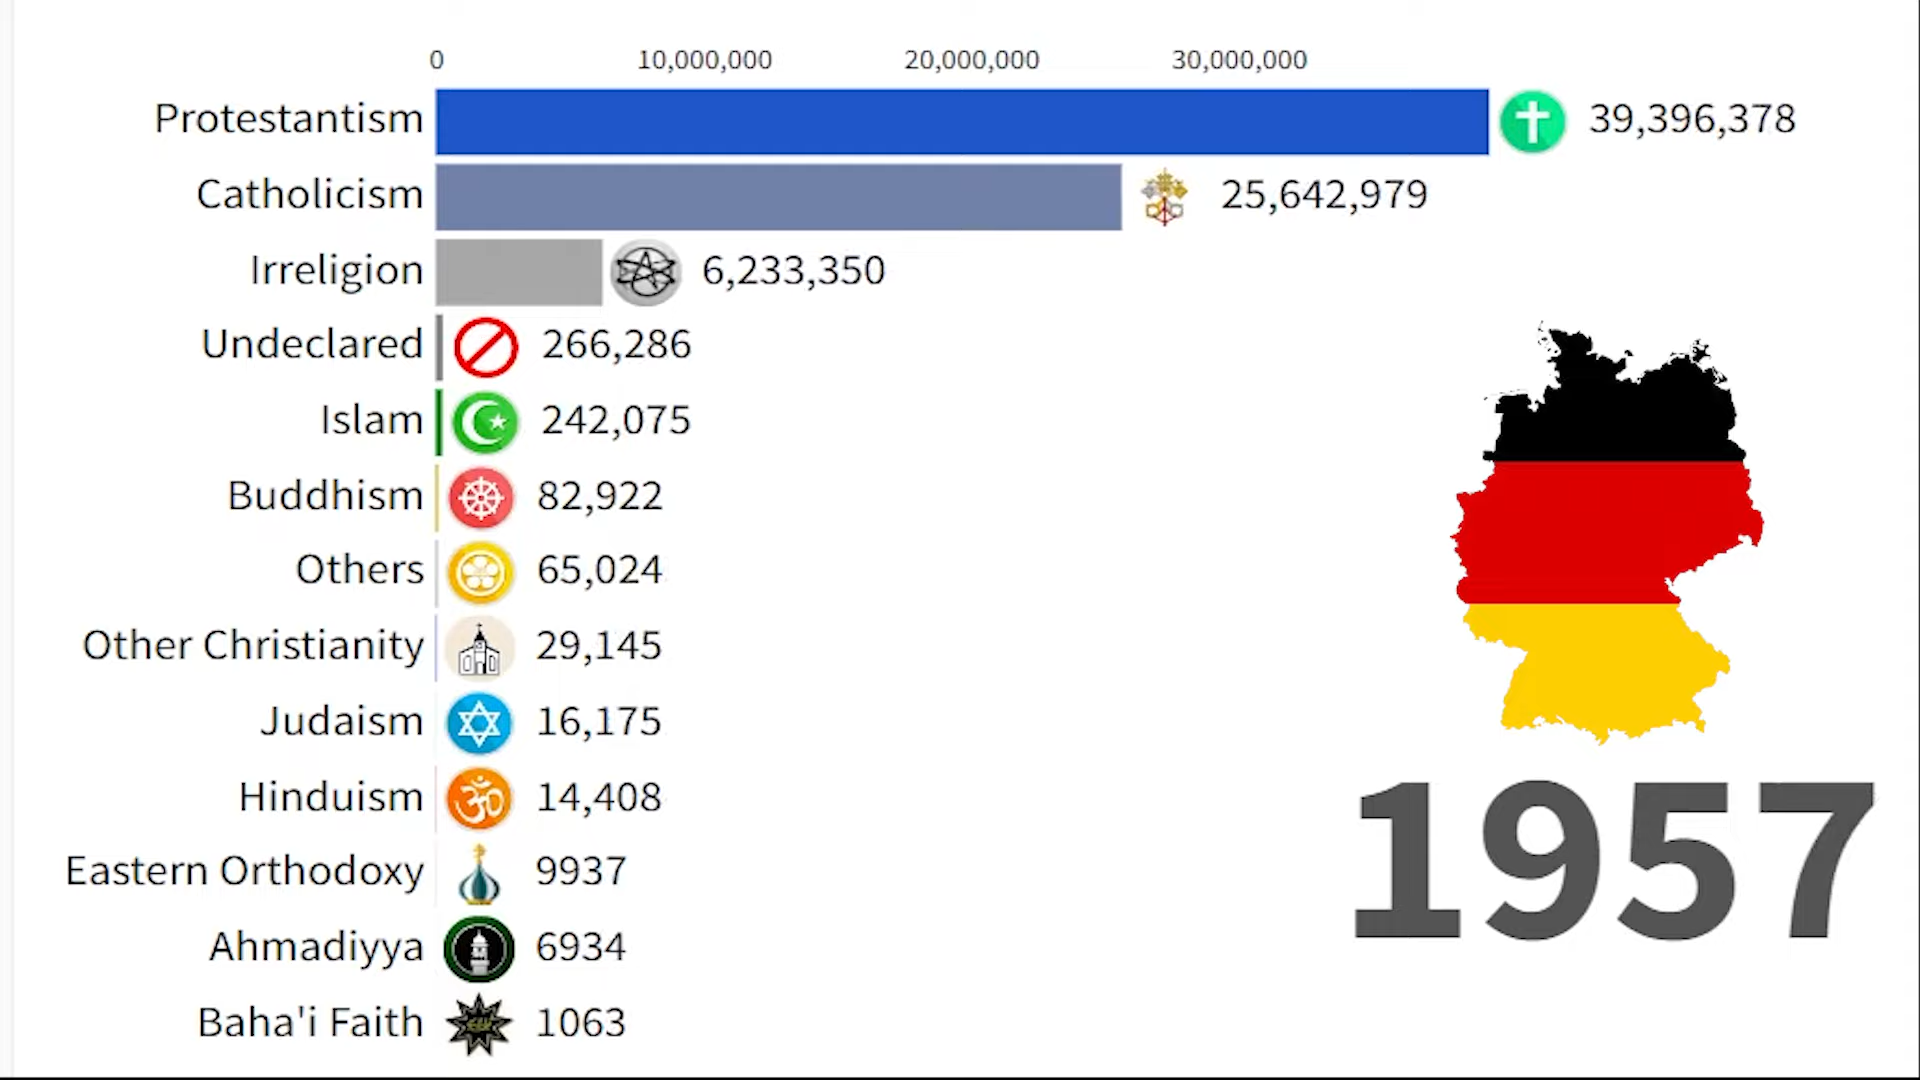 0 10,000,000 20,000,000 30,000,000
Protestantism 39,396,378
Catholicism 25,642,979
Irreligion 6,233,350
Undeclared 266,286
Islam 242,075
Buddhism 82,922
Others 65,024
Other Christianity 29,145
Judaism 16,175
Hinduism 14,408
Eastern Orthodoxy 9937
Ahmadiyya 6934
Baha'i Faith 1063
1957